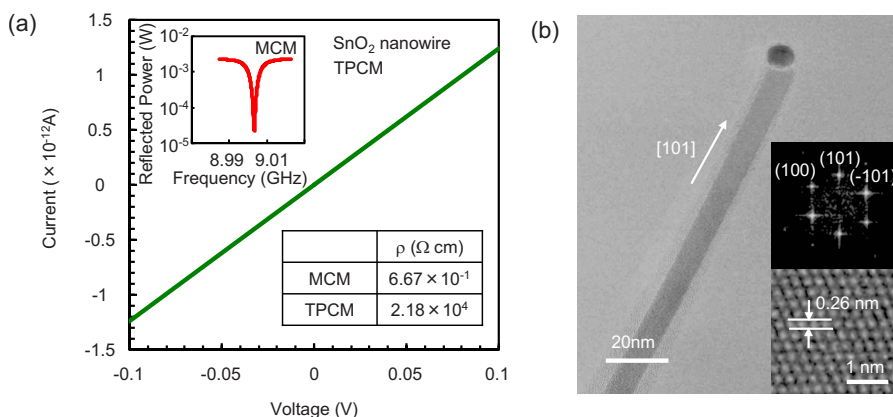 (a)
1.5
1
0.5
0
-0.5
-1
-1.5
Current ( × 10⁻¹²A)
-0.1
-0.05
0
0.05
0.1
Voltage (V)
SnO₂ nanowire
TPCM
MCM
10⁻²
10⁻³
10⁻⁴
10⁻⁵
Reflected Power (W)
8.99
9.01
Frequency (GHz)
ρ (Ω cm)
MCM 6.67 × 10⁻¹
TPCM 2.18 × 10⁴
(b)
[101]
20nm
(101)
(100)
(-101)
0.26 nm
1 nm